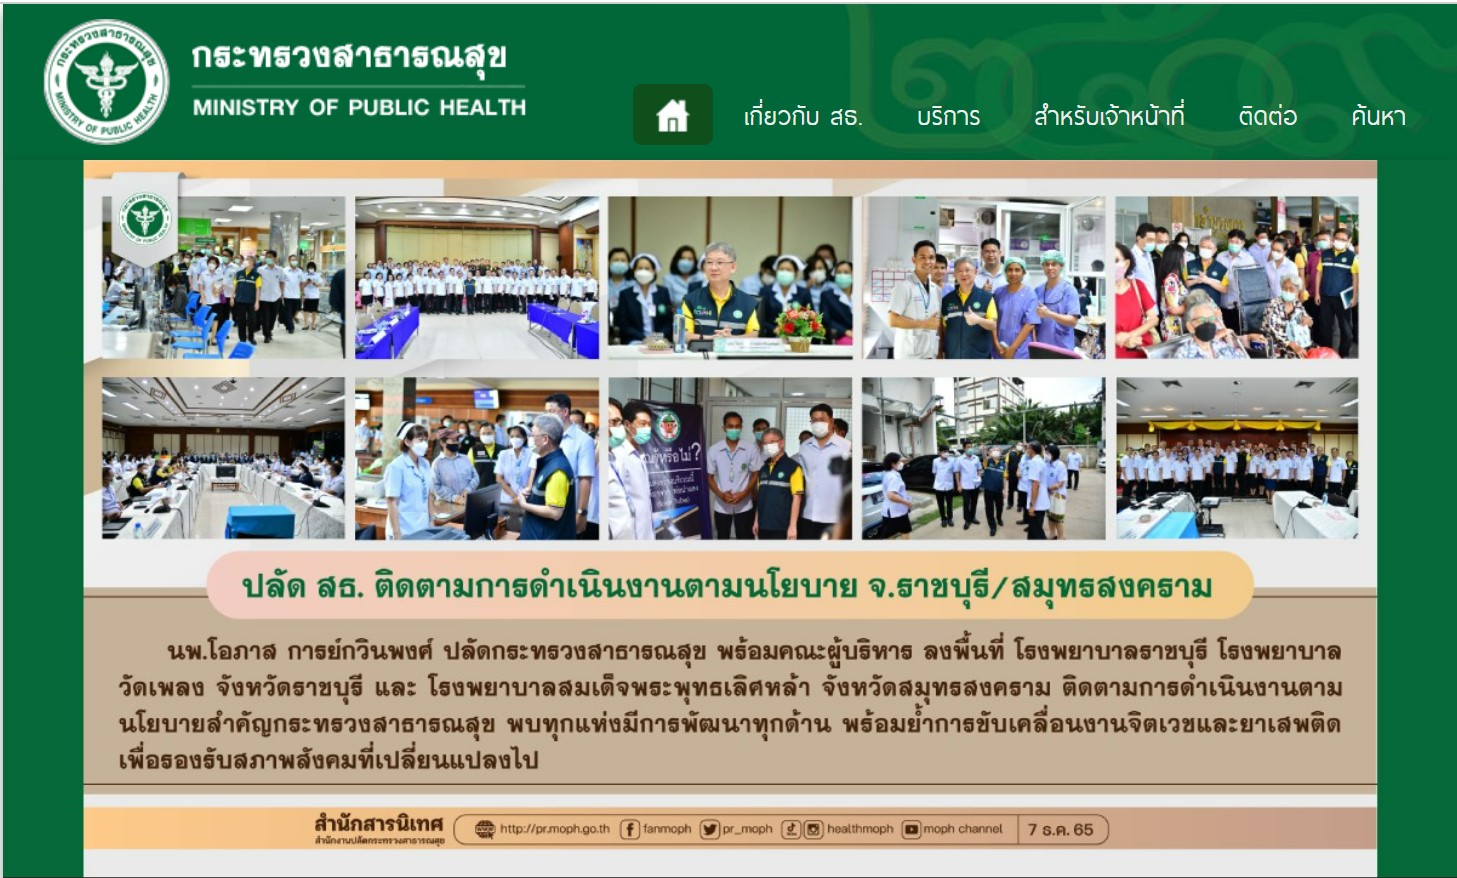 กระทรวงสาธารณสุข
MINISTRY OF PUBLIC HEALTH
กระทรวงสาธารณสุข
MINISTRY OF PUBLIC HEALTH
เกี่ยวกับ สธ. บริการ สำหรับเจ้าหน้าที่ ติดต่อ ค้นหา
ปลัด สธ. ติดตามการดำเนินงานตามนโยบาย จ.ราชบุรี/สมุทรสงคราม
นพ.โอภาส การย์กวินพงศ์ ปลัดกระทรวงสาธารณสุข พร้อมคณะผู้บริหาร ลงพื้นที่ โรงพยาบาลราชบุรี โรงพยาบาล
วัดเพลง จังหวัดราชบุรี และ โรงพยาบาลสมเด็จพระพุทธเลิศหล้า จังหวัดสมุทรสงคราม ติดตามการดำเนินงานตาม
นโยบายสำคัญกระทรวงสาธารณสุข พบทุกแห่งมีการพัฒนาทุกด้าน พร้อมย้ำการขับเคลื่อนงานจิตเวชและยาเสพติด
เพื่อรองรับสภาพสังคมที่เปลี่ยนแปลงไป
สำนักสารนิเทศ
สำนักงานปลัดกระทรวงสาธารณสุข
http://pr.moph.go.th fanmoph pr_moph healthmoph moph channel 7 ธ.ค. 65